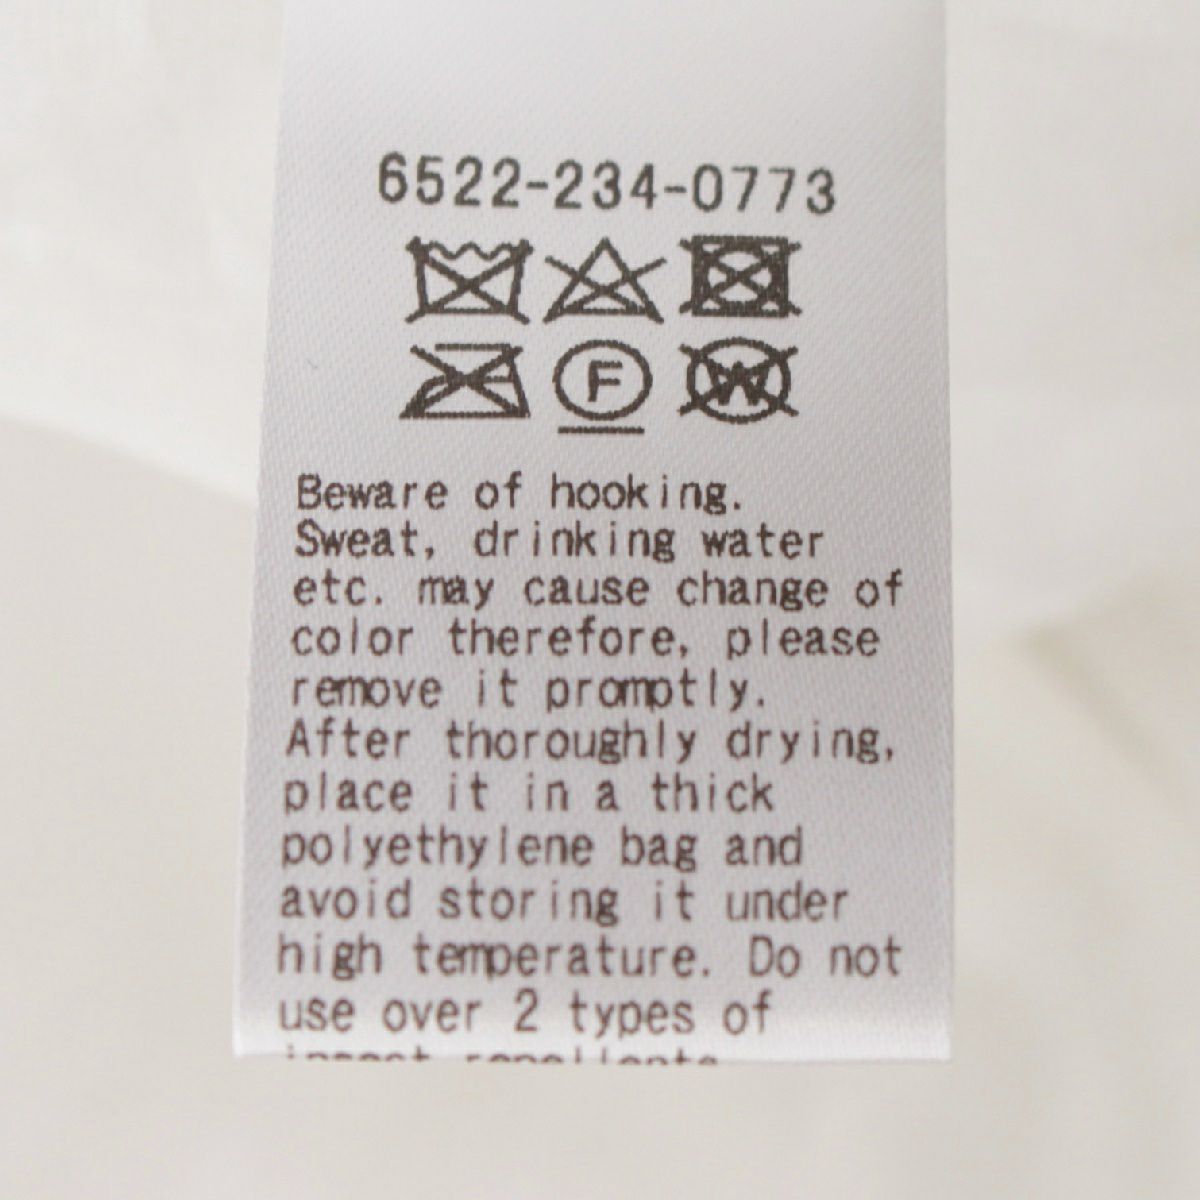 6522-234-0773
F
W
Beware of hooking.
Sweat, drinking water
etc. may cause change of
color therefore, please
remove it promptly.
After thoroughly drying,
place it in a thick
polyethylene bag and
avoid storing it under
high temperature. Do not
use over 2 types of
insect repellents